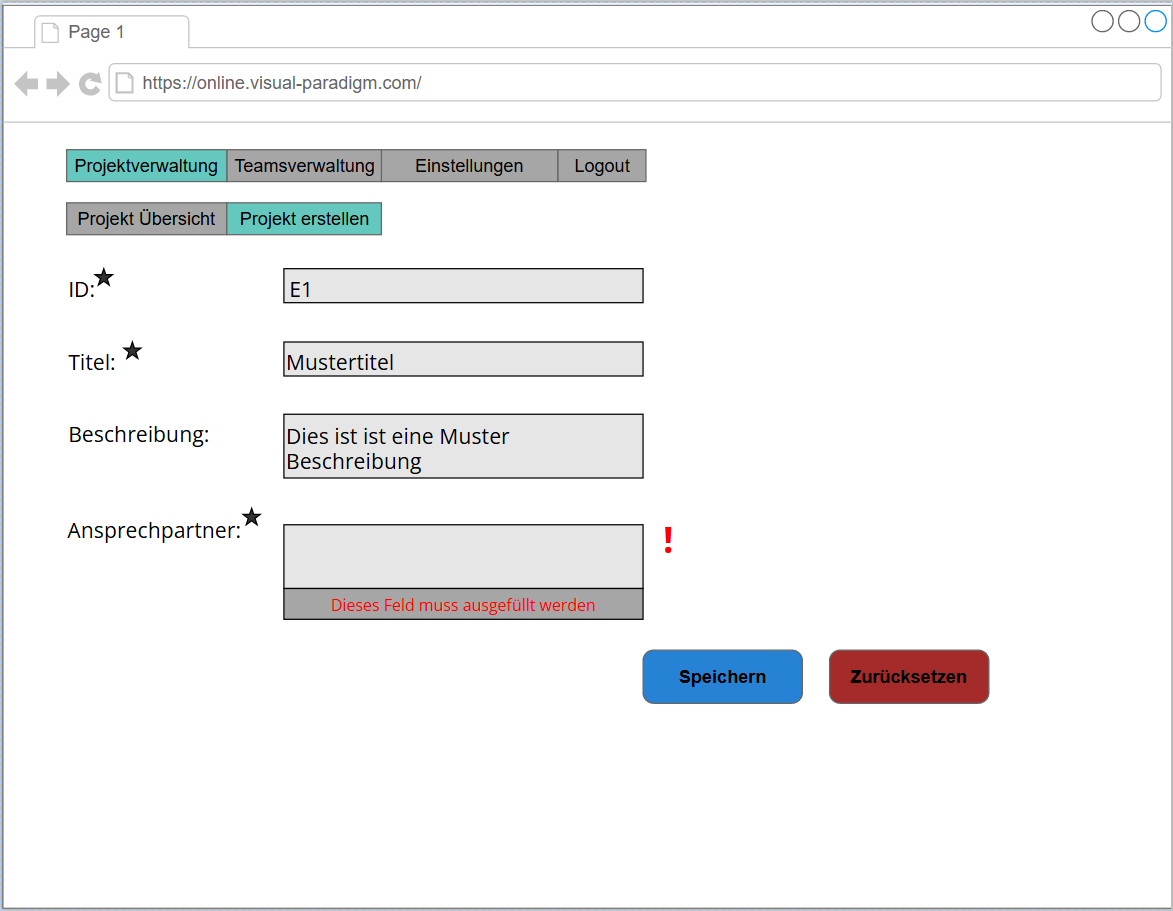 Page 1
https://online.visual-paradigm.com/
Projektverwaltung Teamsverwaltung Einstellungen Logout
Projekt Übersicht Projekt erstellen
ID:★ E1
Titel: ★ Mustertitel
Beschreibung: Dies ist ist eine Muster
Beschreibung
Ansprechpartner:★ !
Dieses Feld muss ausgefüllt werden
Speichern Zurücksetzen